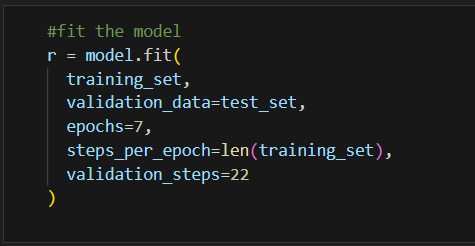 #fit the model
r = model.fit(
training_set,
validation_data=test_set,
epochs=7,
steps_per_epoch=len(training_set),
validation_steps=22
)